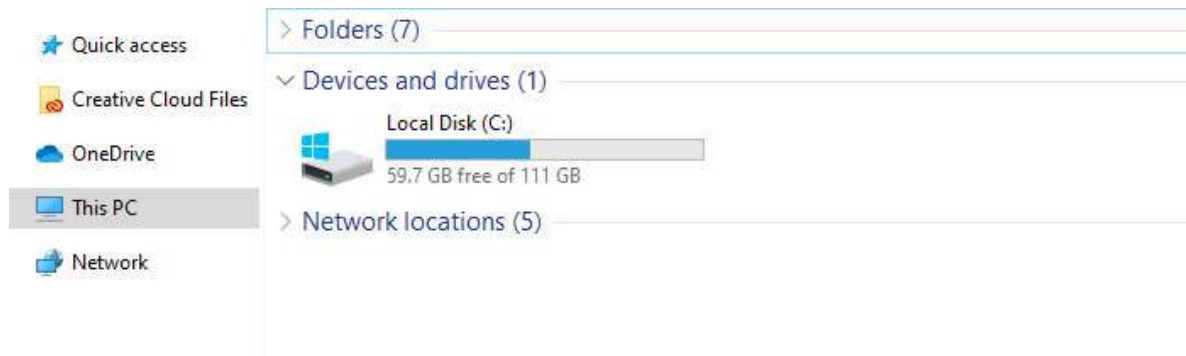 Quick access
Creative Cloud Files
OneDrive
This PC
Network
Folders (7)
Devices and drives (1)
Local Disk (C:)
59.7 GB free of 111 GB
Network locations (5)